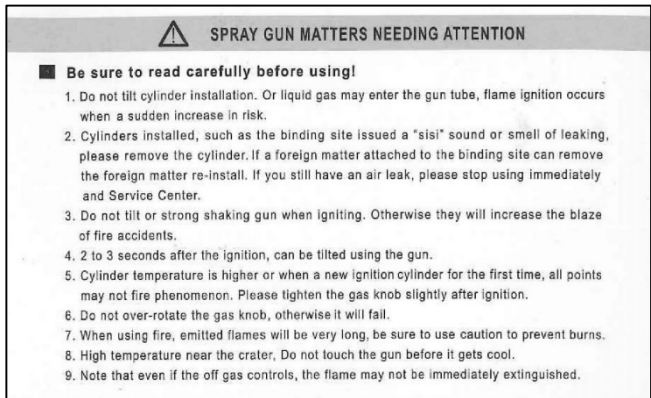 SPRAY GUN MATTERS NEEDING ATTENTION
Be sure to read carefully before using!
1. Do not tilt cylinder installation. Or liquid gas may enter the gun tube, flame ignition occurs
when a sudden increase in risk.
2. Cylinders installed, such as the binding site issued a "sisi" sound or smell of leaking,
please remove the cylinder. If a foreign matter attached to the binding site can remove
the foreign matter re-install. If you still have an air leak, please stop using immediately
and Service Center.
3. Do not tilt or strong shaking gun when igniting. Otherwise they will increase the blaze
of fire accidents.
4. 2 to 3 seconds after the ignition, can be tilted using the gun.
5. Cylinder temperature is higher or when a new ignition cylinder for the first time, all points
may not fire phenomenon. Please tighten the gas knob slightly after ignition.
6. Do not over-rotate the gas knob, otherwise it will fail.
7. When using fire, emitted flames will be very long, be sure to use caution to prevent burns.
8. High temperature near the crater, Do not touch the gun before it gets cool.
9. Note that even if the off gas controls, the flame may not be immediately extinguished.